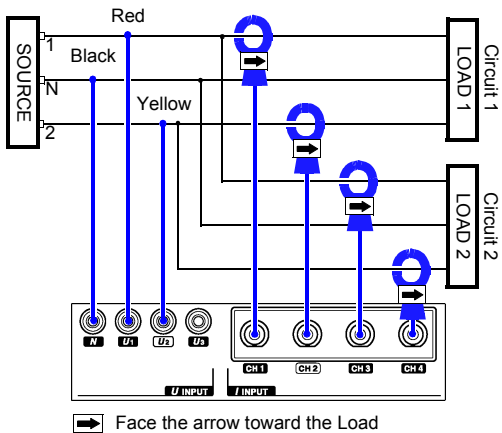 Red
1
Black
SOURCE
N
Yellow
2
LOAD 1
Circuit 1
LOAD 2
Circuit 2
N U1 U2 U3
CH 1 CH 2 CH 3 CH 4
U INPUT I INPUT
Face the arrow toward the Load